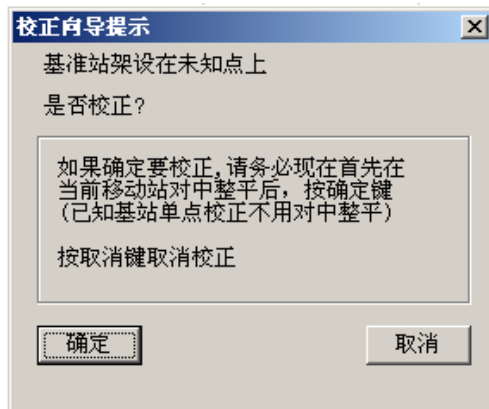 校正向导提示
基准站架设在未知点上
是否校正?
如果确定要校正,请务必现在首先在
当前移动站对中整平后，按确定键
(已知基站单点校正不用对中整平)
按取消键取消校正
确定
取消